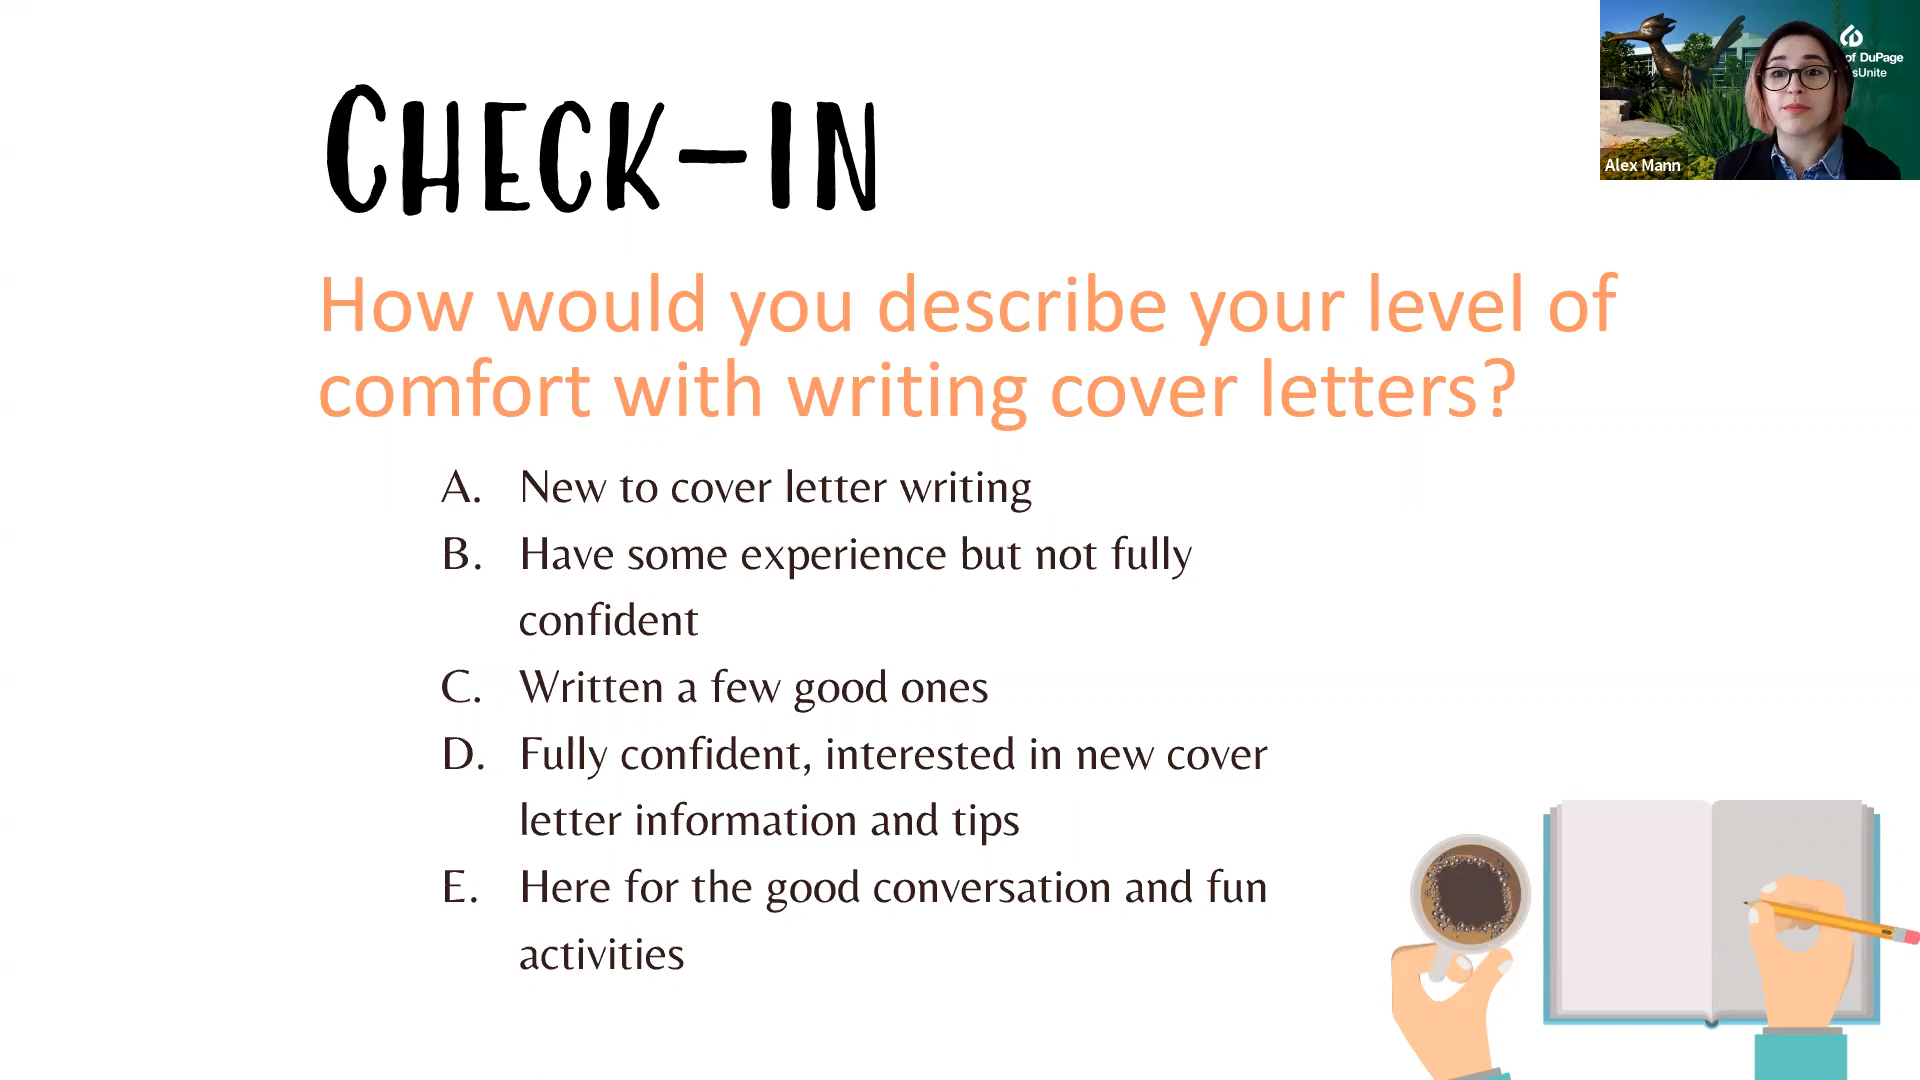 CHECK-IN
How would you describe your level of
comfort with writing cover letters?
A. New to cover letter writing
B. Have some experience but not fully
confident
C. Written a few good ones
D. Fully confident, interested in new cover
letter information and tips
E. Here for the good conversation and fun
activities
of DuPage
sUnite
Alex Mann